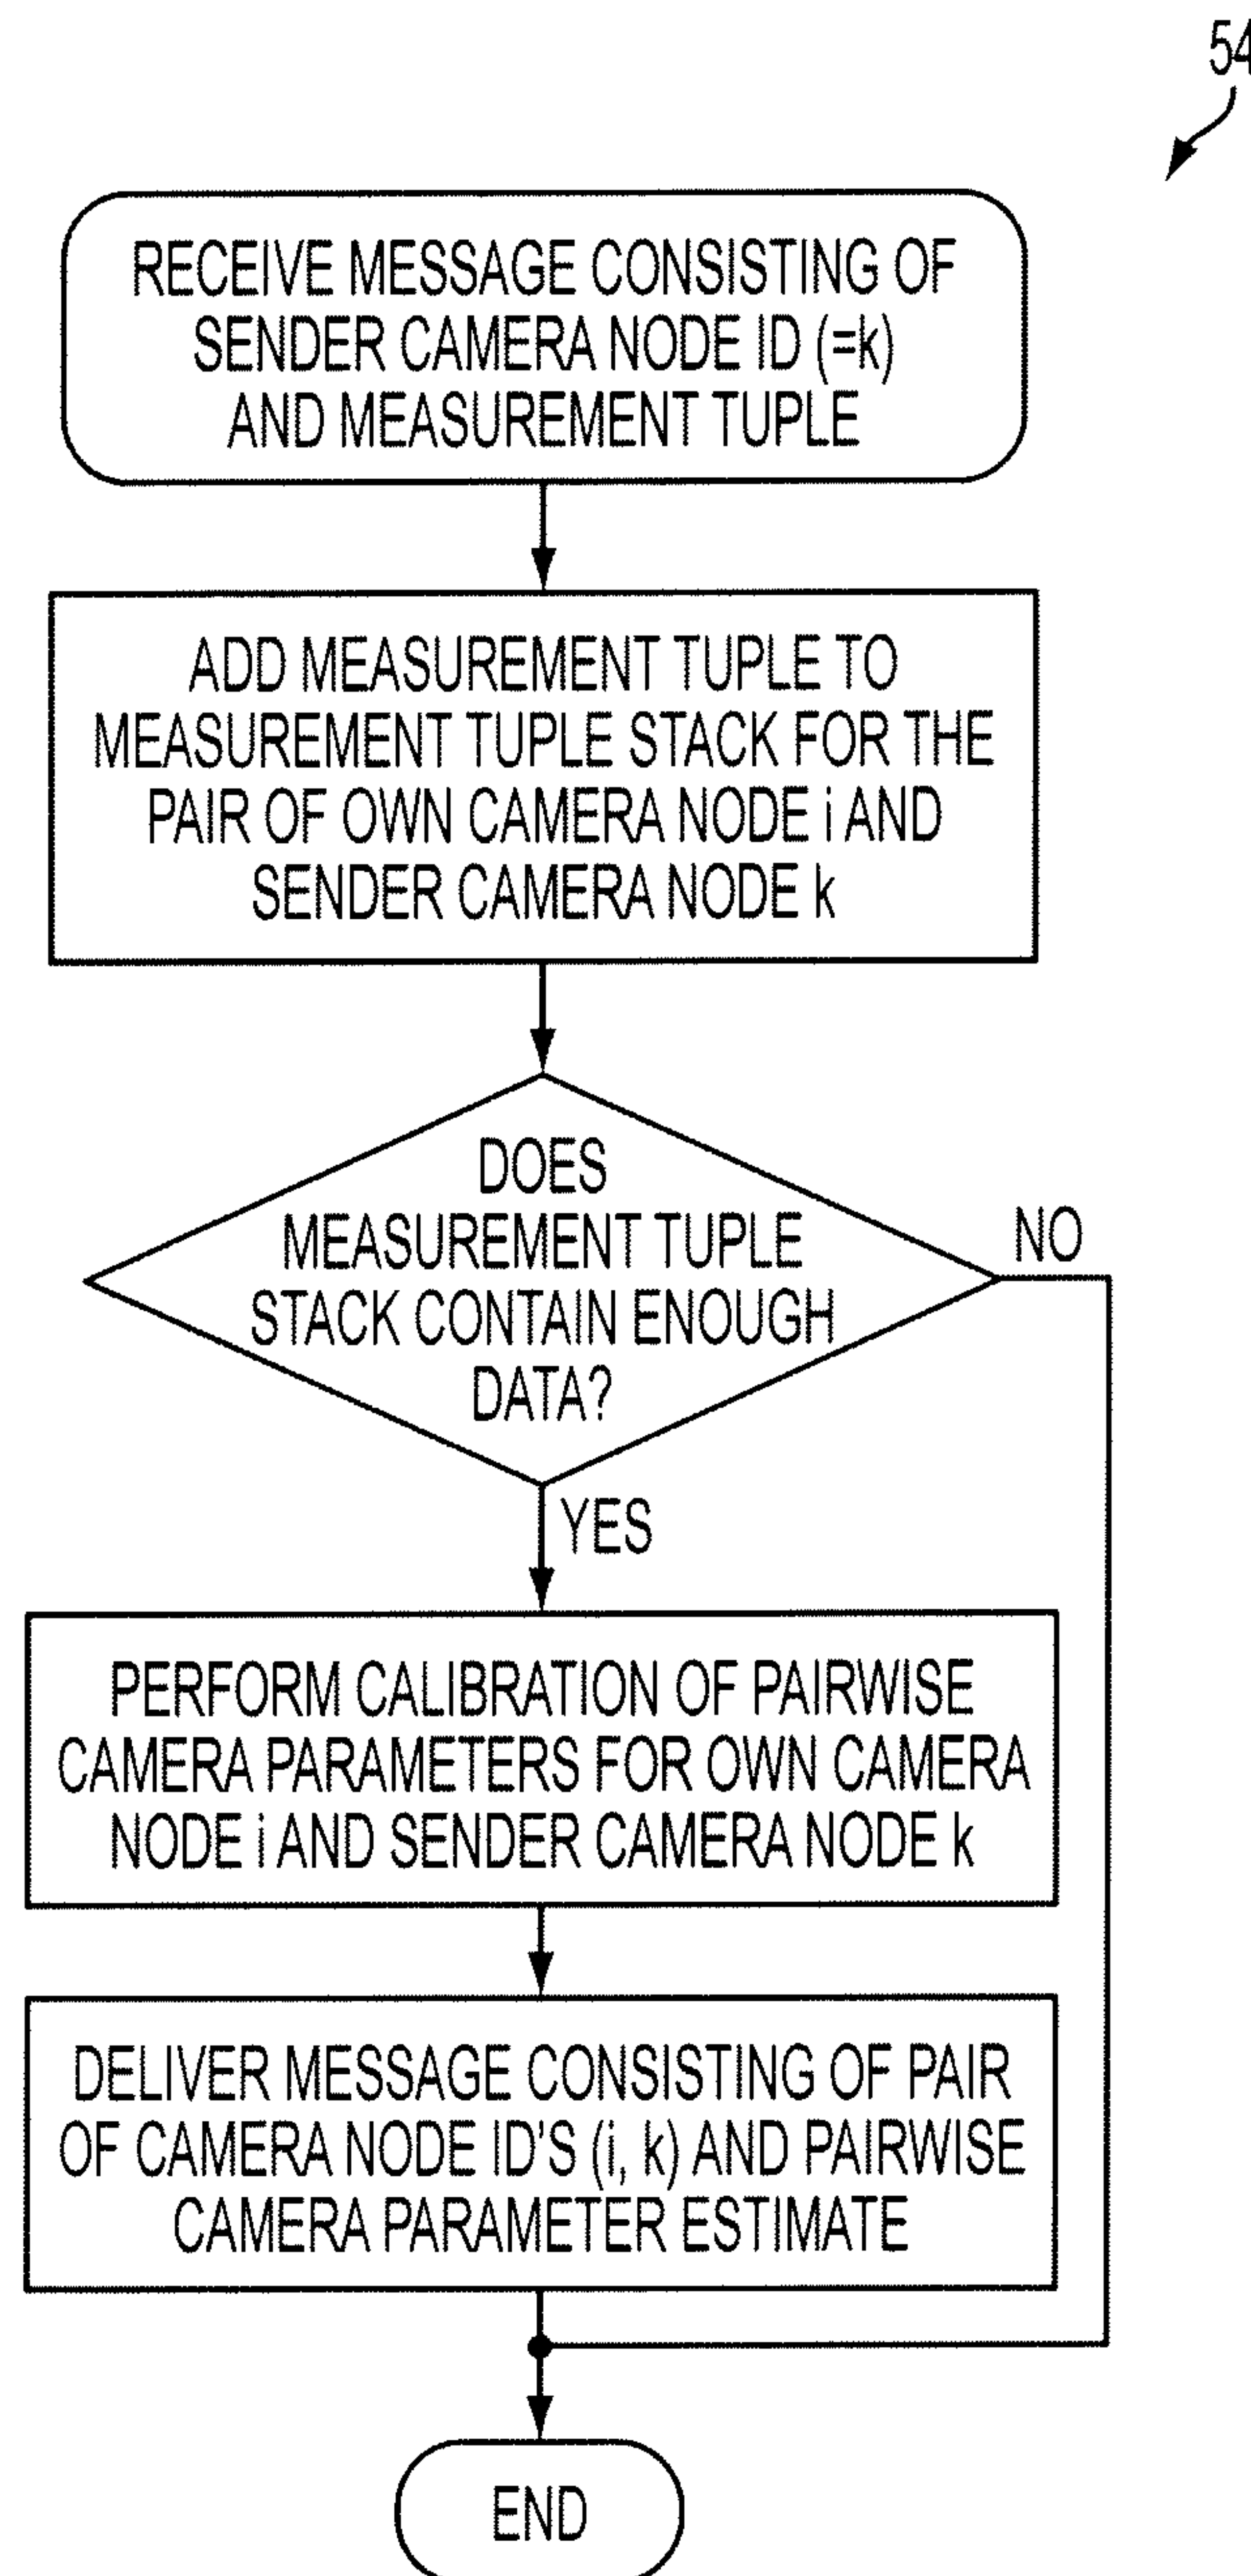 54
RECEIVE MESSAGE CONSISTING OF
SENDER CAMERA NODE ID (=k)
AND MEASUREMENT TUPLE
ADD MEASUREMENT TUPLE TO
MEASUREMENT TUPLE STACK FOR THE
PAIR OF OWN CAMERA NODE i AND
SENDER CAMERA NODE k
DOES
MEASUREMENT TUPLE
STACK CONTAIN ENOUGH
DATA?
NO
YES
PERFORM CALIBRATION OF PAIRWISE
CAMERA PARAMETERS FOR OWN CAMERA
NODE i AND SENDER CAMERA NODE k
DELIVER MESSAGE CONSISTING OF PAIR
OF CAMERA NODE ID'S (i, k) AND PAIRWISE
CAMERA PARAMETER ESTIMATE
END